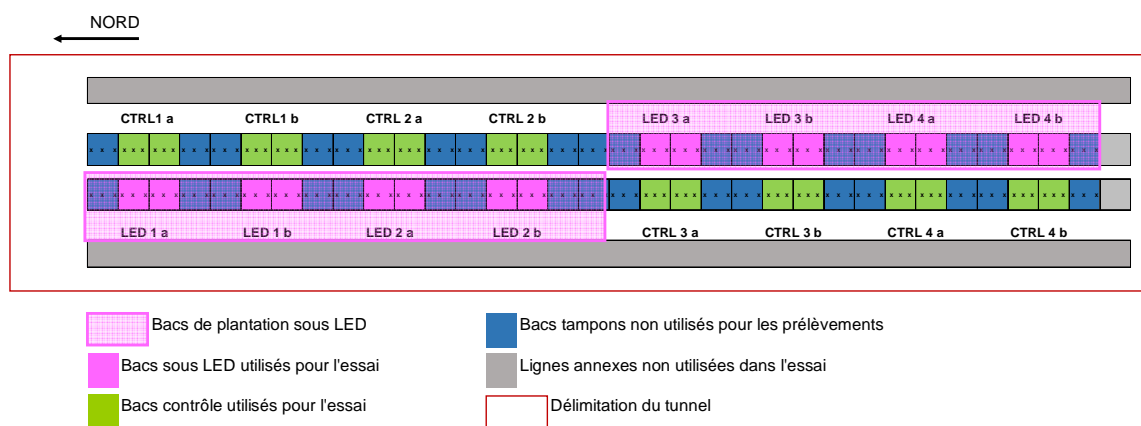 NORD
CTRL1 a CTRL1 b CTRL 2 a CTRL 2 b LED 3 a LED 3 b LED 4 a LED 4 b
x x x x x x x x x x x x x x x x x x x x x x x x x x x x x x x x x x x x x x x x x x x x x x x x x x x x x x x x x x x x x x x x x x x x x x x x x x x x x x x x x x x x x x x x x x x x x x x x x x x
x x x x x x x x x x x x x x x x x x x x x x x x x x x x x x x x x x x x x x x x x x x x x x x x x x x x x x x x x x x x x x x x x x x x x x x x x x x x x x x x x x x x x x x x x x x x x x x x x x x
LED 1 a LED 1 b LED 2 a LED 2 b CTRL 3 a CTRL 3 b CTRL 4 a CTRL 4 b
Bacs de plantation sous LED Bacs tampons non utilisés pour les prélèvements
Bacs sous LED utilisés pour l'essai Lignes annexes non utilisées dans l'essai
Bacs contrôle utilisés pour l'essai Délimitation du tunnel